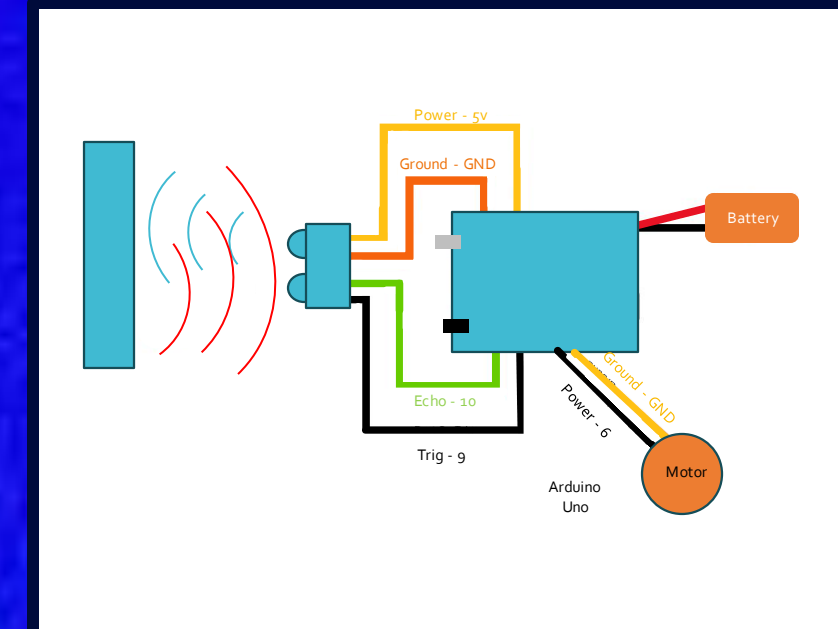 Power - 5v
Ground - GND
Battery
Echo - 10
Trig - 9
Ground - GND
Power - 6
Motor
Arduino
Uno